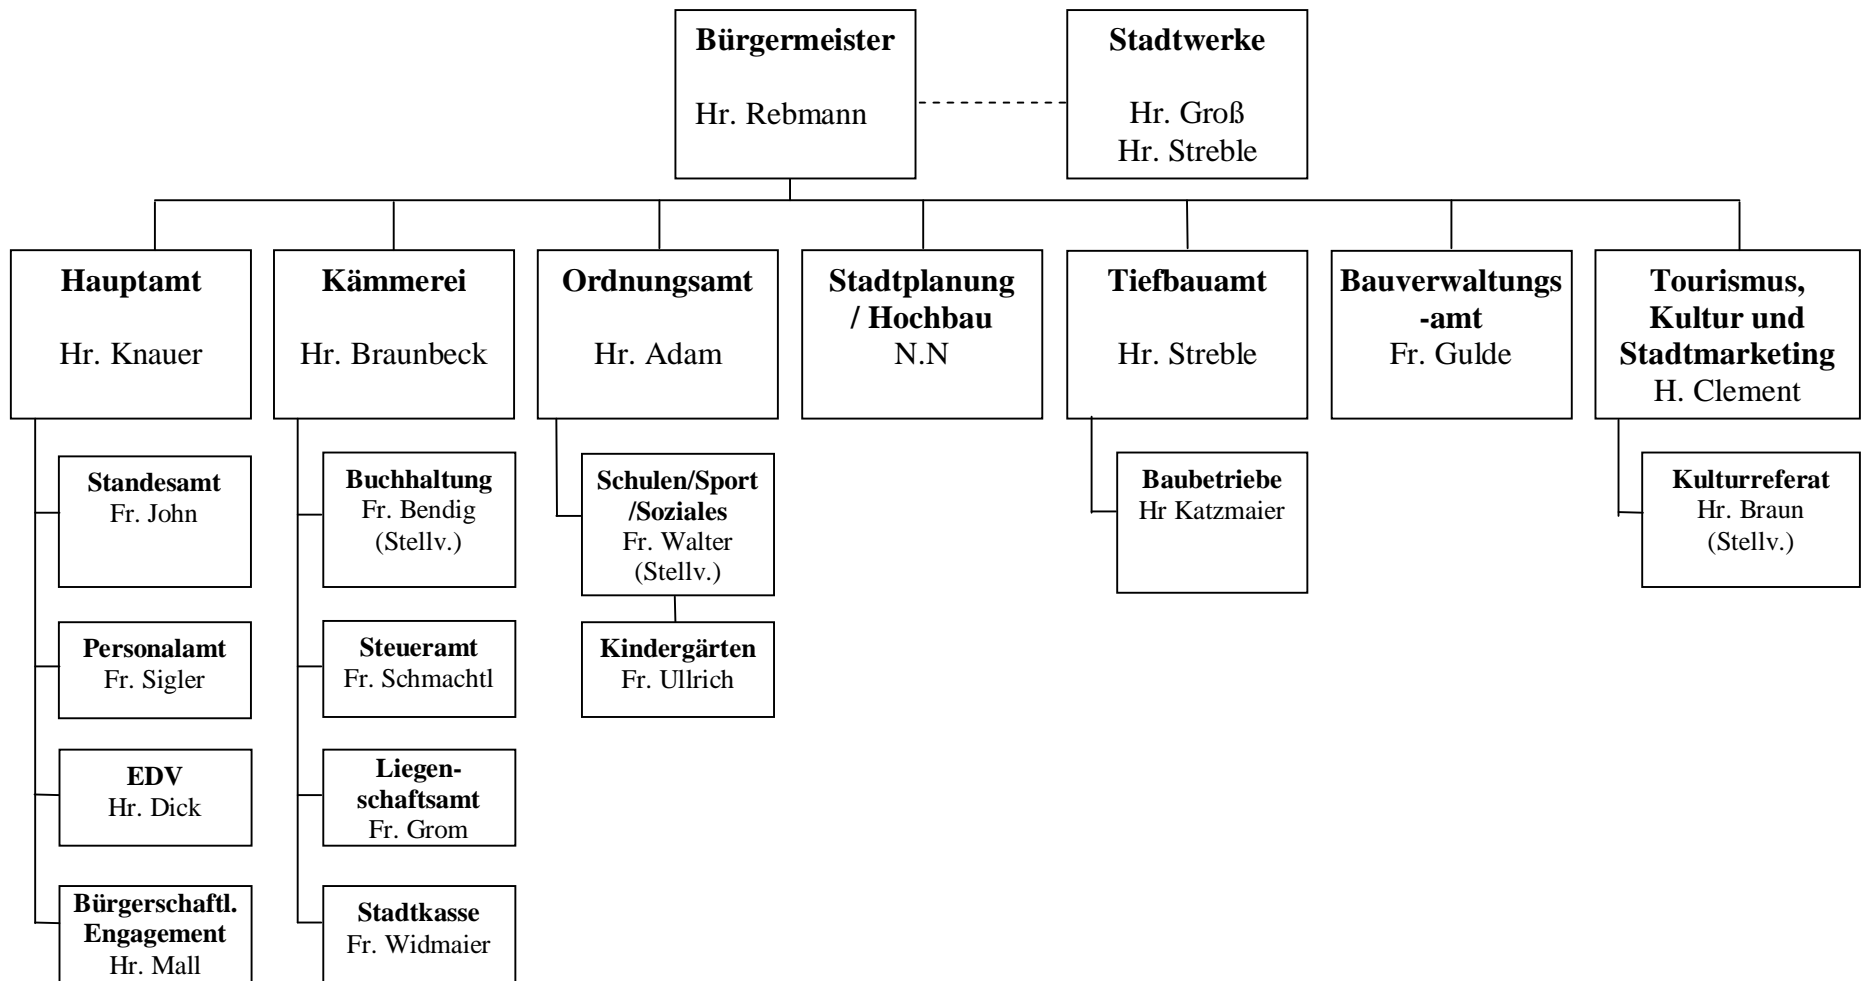 Bürgermeister
Hr. Rebmann
Stadtwerke
Hr. Groß
Hr. Streble
Hauptamt
Hr. Knauer
Kämmerei
Hr. Braunbeck
Ordnungsamt
Hr. Adam
Stadtplanung
/ Hochbau
N.N
Tiefbauamt
Hr. Streble
Bauverwaltungs
-amt
Fr. Gulde
Tourismus,
Kultur und
Stadtmarketing
H. Clement
Standesamt
Fr. John
Personalamt
Fr. Sigler
EDV
Hr. Dick
Bürgerschaftl.
Engagement
Hr. Mall
Buchhaltung
Fr. Bendig
(Stellv.)
Steueramt
Fr. Schmachtl
Liegen-
schaftsamt
Fr. Grom
Stadtkasse
Fr. Widmaier
Schulen/Sport
/Soziales
Fr. Walter
(Stellv.)
Kindergärten
Fr. Ullrich
Baubetriebe
Hr Katzmaier
Kulturreferat
Hr. Braun
(Stellv.)